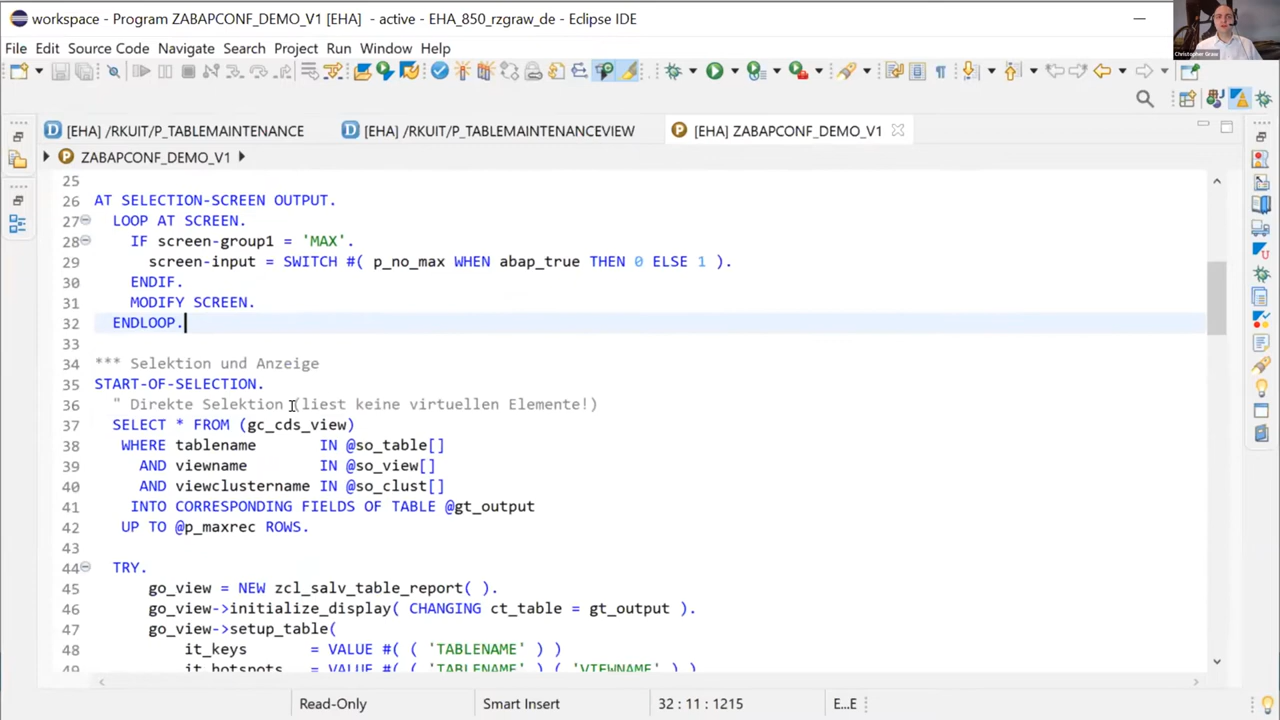 workspace - Program ZABAPCONF_DEMO_V1 [EHA] - active - EHA_850_rzgraw_de - Eclipse IDE
File Edit Source Code Navigate Search Project Run Window Help
[EHA] /RKUIT/P_TABLEMAINTENANCE [EHA] /RKUIT/P_TABLEMAINTENANCEVIEW [EHA] ZABAPCONF_DEMO_V1
ZABAPCONF_DEMO_V1
25
26 AT SELECTION-SCREEN OUTPUT.
27 LOOP AT SCREEN.
28 IF screen-group1 = 'MAX'.
29 screen-input = SWITCH #( p_no_max WHEN abap_true THEN 0 ELSE 1 ).
30 ENDIF.
31 MODIFY SCREEN.
32 ENDLOOP.
33
34 *** Selektion und Anzeige
35 START-OF-SELECTION.
36 " Direkte Selektion (liest keine virtuellen Elemente!)
37 SELECT * FROM (gc_cds_view)
38 WHERE tablename IN @so_table[]
39 AND viewname IN @so_view[]
40 AND viewclustername IN @so_clust[]
41 INTO CORRESPONDING FIELDS OF TABLE @gt_output
42 UP TO @p_maxrec ROWS.
43
44 TRY.
45 go_view = NEW zcl_salv_table_report( ).
46 go_view->initialize_display( CHANGING ct_table = gt_output ).
47 go_view->setup_table(
48 it_keys = VALUE #( ( 'TABLENAME' ) )
49 it_hotspots = VALUE #( ( 'TABLENAME' ) ( 'VIEWNAME' ) )
Read-Only Smart Insert 32 : 11 : 1215 E...E
Christopher Graw